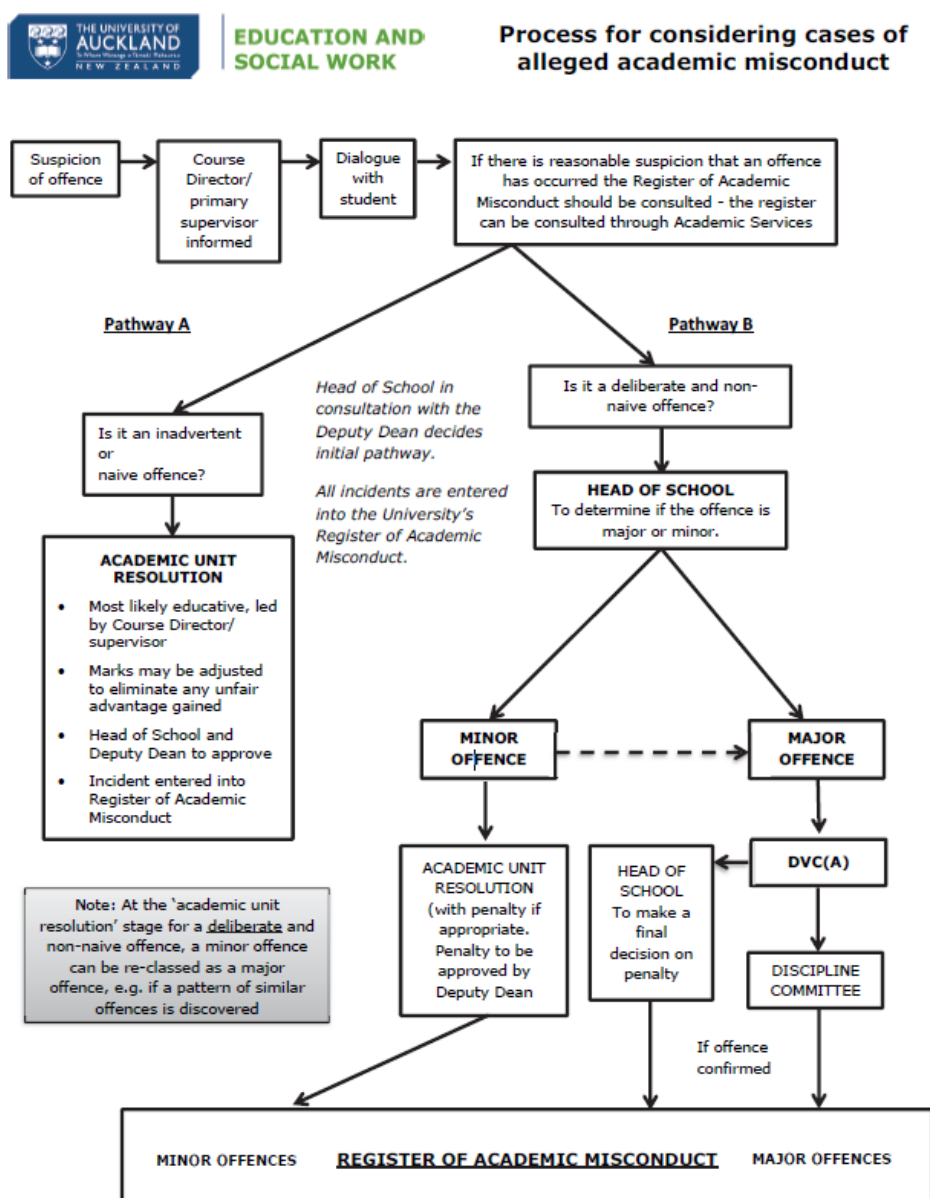 THE UNIVERSITY OF
AUCKLAND
NEW ZEALAND
EDUCATION AND
SOCIAL WORK
Process for considering cases of
alleged academic misconduct
Suspicion
of offence
Course
Director/
primary
supervisor
informed
Dialogue
with
student
If there is reasonable suspicion that an offence
has occurred the Register of Academic
Misconduct should be consulted - the register
can be consulted through Academic Services
Pathway A
Pathway B
Is it an inadvertent
or
naive offence?
Head of School in
consultation with the
Deputy Dean decides
initial pathway.
All incidents are entered
into the University's
Register of Academic
Misconduct.
Is it a deliberate and non-
naive offence?
HEAD OF SCHOOL
To determine if the offence is
major or minor.
ACADEMIC UNIT
RESOLUTION
• Most likely educative, led
by Course Director/
supervisor
• Marks may be adjusted
to eliminate any unfair
advantage gained
• Head of School and
Deputy Dean to approve
• Incident entered into
Register of Academic
Misconduct
MINOR
OFFENCE
MAJOR
OFFENCE
ACADEMIC UNIT
RESOLUTION
(with penalty if
appropriate.
Penalty to be
approved by
Deputy Dean
HEAD OF
SCHOOL
To make a
final
decision on
penalty
DVC(A)
DISCIPLINE
COMMITTEE
Note: At the 'academic unit
resolution' stage for a deliberate and
non-naive offence, a minor offence
can be re-classed as a major
offence, e.g. if a pattern of similar
offences is discovered
If offence
confirmed
MINOR OFFENCES REGISTER OF ACADEMIC MISCONDUCT MAJOR OFFENCES